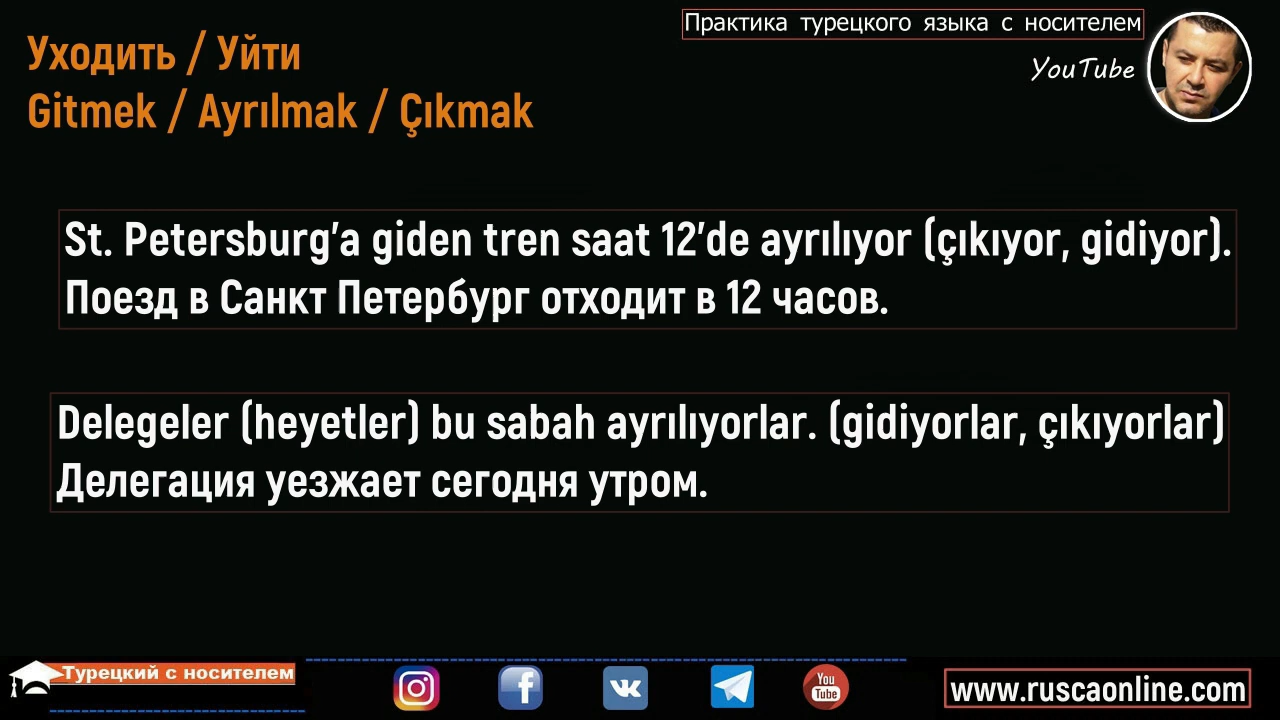 Практика турецкого языка с носителем
YouTube
Уходить / Уйти
Gitmek / Ayrılmak / Çıkmak
St. Petersburg'a giden tren saat 12'de ayrılıyor (çıkıyor, gidiyor).
Поезд в Санкт Петербург отходит в 12 часов.
Delegeler (heyetler) bu sabah ayrılıyorlar. (gidiyorlar, çıkıyorlar)
Делегация уезжает сегодня утром.
Турецкий с носителем
You
Tube
www.ruscaonline.com